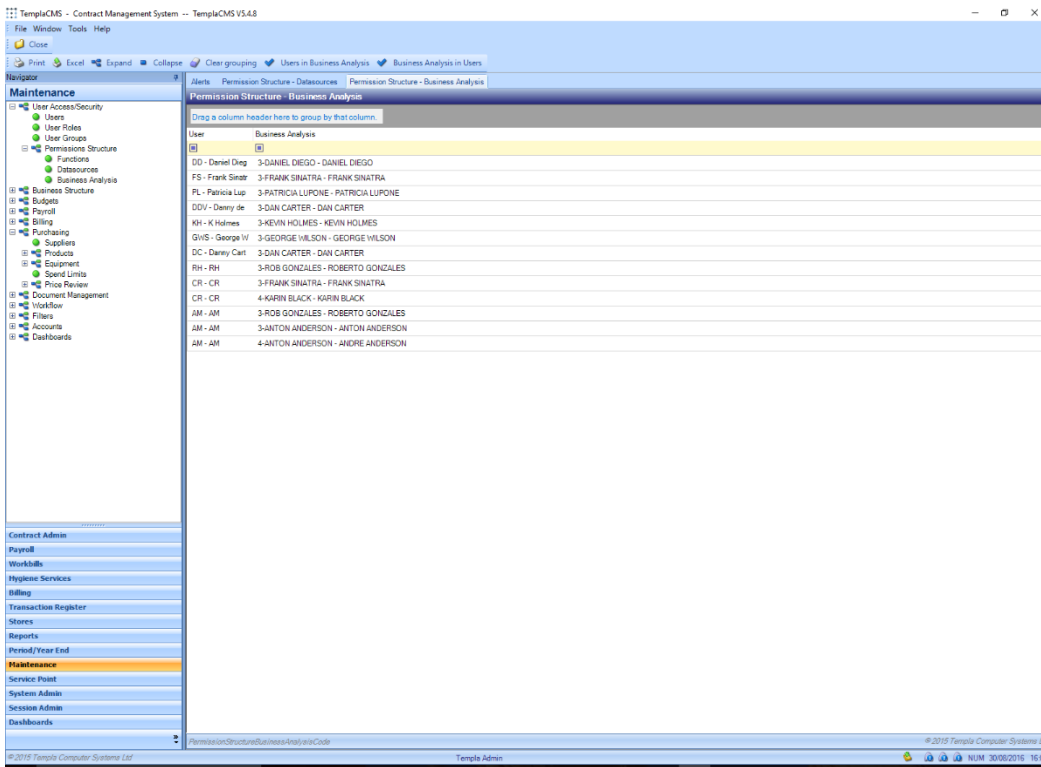 TemplaCMS - Contract Management System -- TemplaCMS V5.4.8
File Window Tools Help
Close
Print Excel Expand Collapse Clear grouping Users in Business Analysis Business Analysis in Users
Navigator
Maintenance
User Access/Security
Users
User Roles
User Groups
Permissions Structure
Functions
Datasources
Business Analysis
Business Structure
Budgets
Payroll
Billing
Purchasing
Suppliers
Products
Equipment
Spend Limits
Price Review
Document Management
Workflow
Filters
Accounts
Dashboards
Contract Admin
Payroll
Workbills
Hygiene Services
Billing
Transaction Register
Stores
Reports
Period/Year End
Maintenance
Service Point
System Admin
Session Admin
Dashboards
Alerts Permission Structure - Datasources Permission Structure - Business Analysis
Permission Structure - Business Analysis
Drag a column header here to group by that column.
User Business Analysis
DD - Daniel Dieg 3-DANIEL DIEGO - DANIEL DIEGO
FS - Frank Sinatr 3-FRANK SINATRA - FRANK SINATRA
PL - Patricia Lup 3-PATRICIA LUPONE - PATRICIA LUPONE
DDV - Danny de 3-DAN CARTER - DAN CARTER
KH - K Holmes 3-KEVIN HOLMES - KEVIN HOLMES
GWS - George W 3-GEORGE WILSON - GEORGE WILSON
DC - Danny Cart 3-DAN CARTER - DAN CARTER
RH - RH 3-ROB GONZALES - ROBERTO GONZALES
CR - CR 3-FRANK SINATRA - FRANK SINATRA
CR - CR 4-KARIN BLACK - KARIN BLACK
AM - AM 3-ROB GONZALES - ROBERTO GONZALES
AM - AM 3-ANTON ANDERSON - ANTON ANDERSON
AM - AM 4-ANTON ANDERSON - ANDRE ANDERSON
PermissionStructureBusinessAnalysisCode © 2015 Templa Computer Systems
© 2015 Templa Computer Systems Ltd Templa Admin NUM 30/08/2016